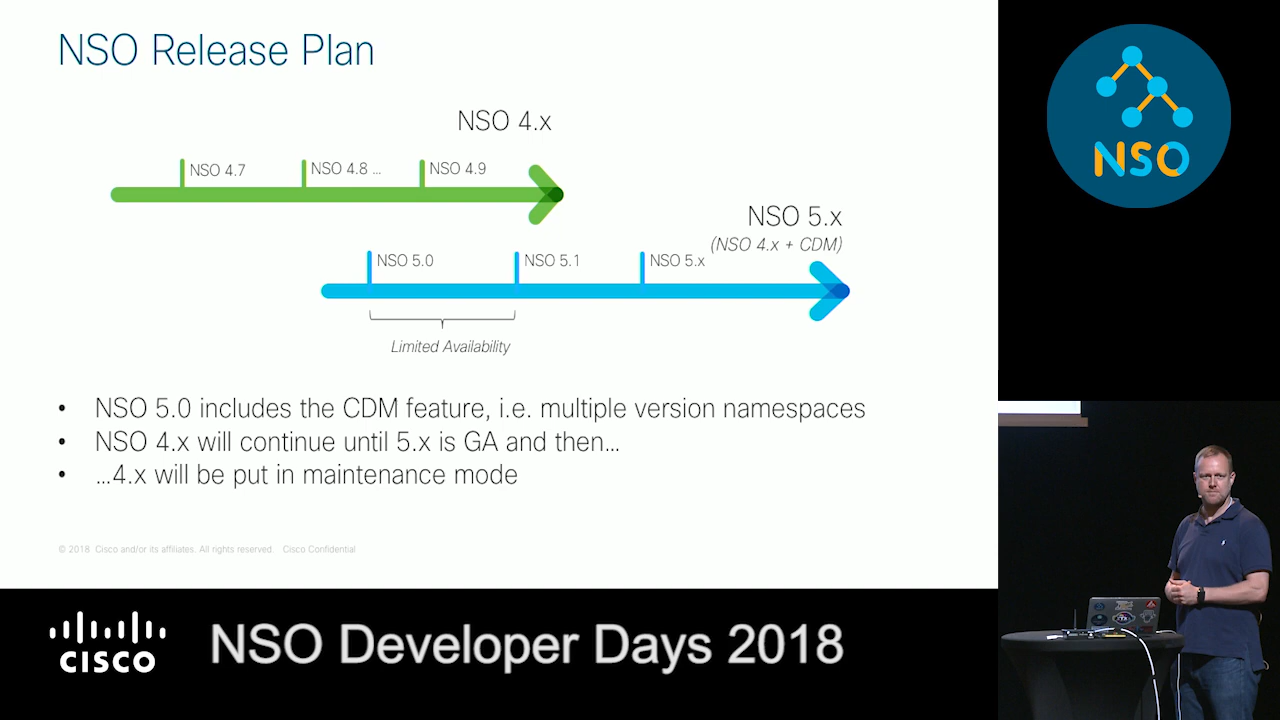 NSO Release Plan
NSO 4.x
NSO 4.7
NSO 4.8 ...
NSO 4.9
NSO 5.x
(NSO 4.x + CDM)
NSO 5.0
NSO 5.1
NSO 5.x
Limited Availability
• NSO 5.0 includes the CDM feature, i.e. multiple version namespaces
• NSO 4.x will continue until 5.x is GA and then…
• …4.x will be put in maintenance mode
© 2018 Cisco and/or its affiliates. All rights reserved. Cisco Confidential
NSO
CISCO
NSO Developer Days 2018